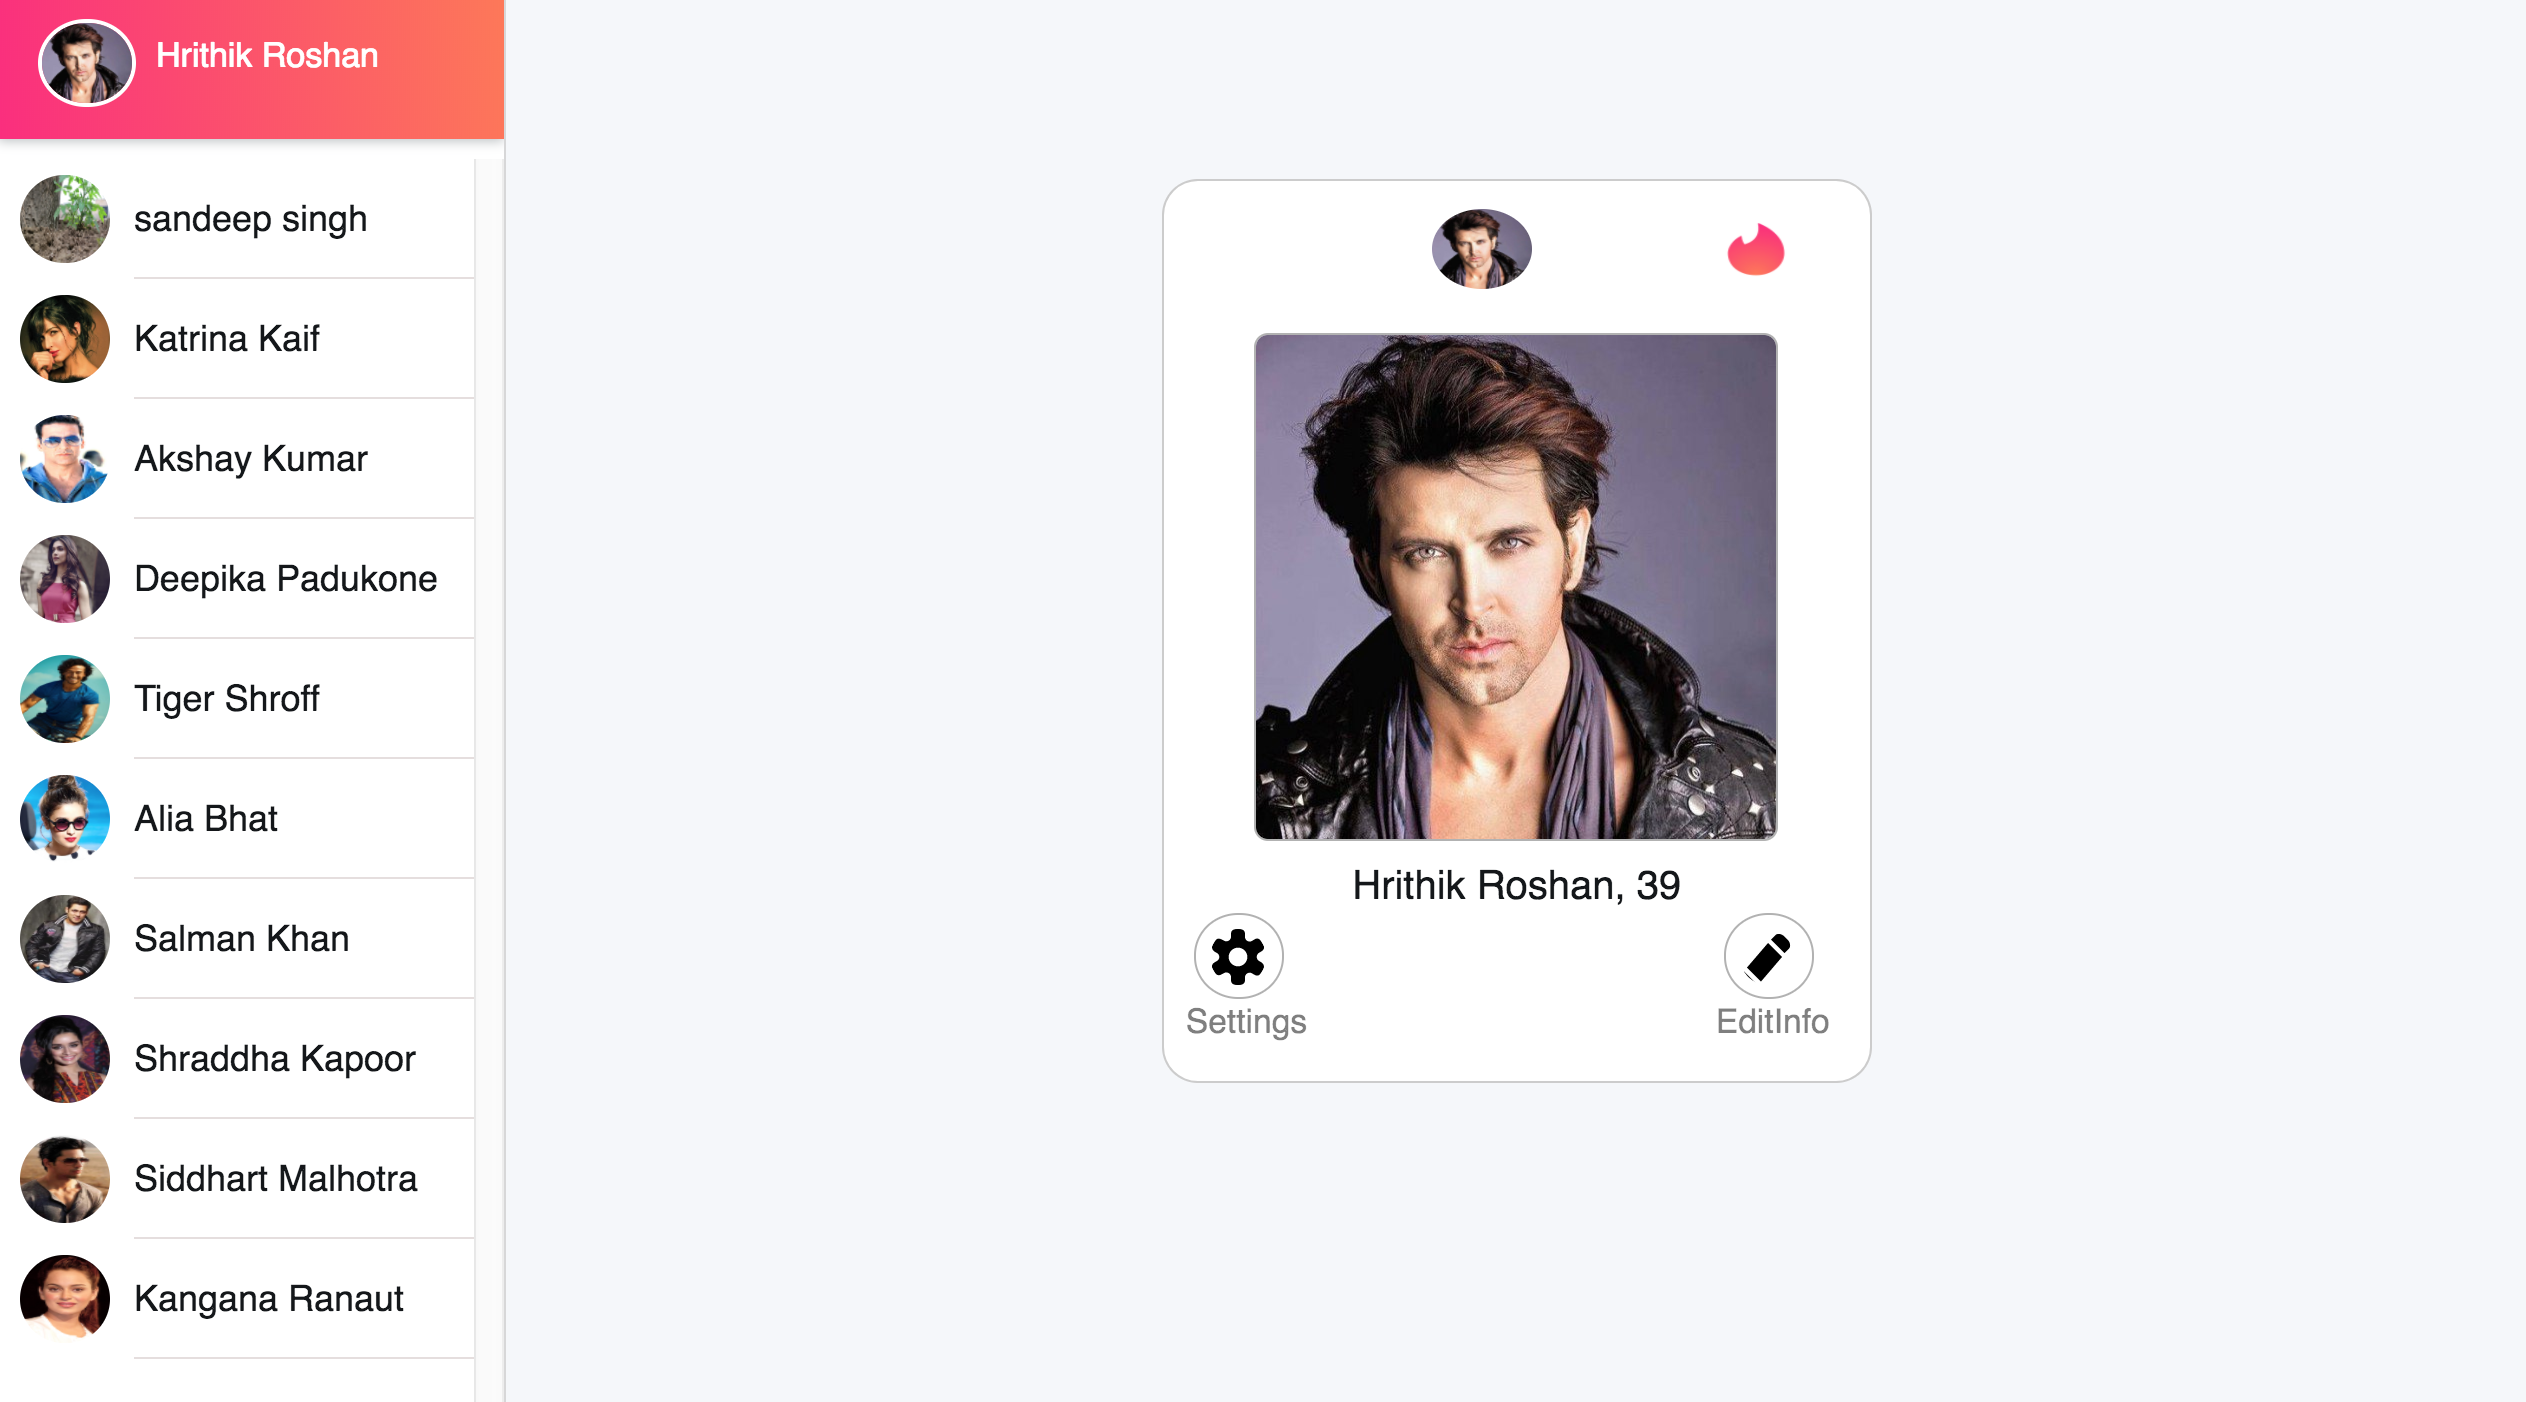 Hrithik Roshan
sandeep singh
Katrina Kaif
Akshay Kumar
Deepika Padukone
Tiger Shroff
Alia Bhat
Salman Khan
Shraddha Kapoor
Siddhart Malhotra
Kangana Ranaut
Hrithik Roshan, 39
Settings
EditInfo